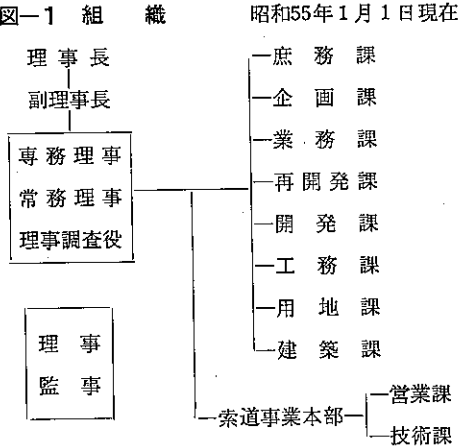 図−1 組織 昭和55年1月1日現在
理事長
副理事長
専務理事
常務理事
理事調査役
理事
監事
庶務課
企画課
業務課
再開発課
開発課
工務課
用地課
建築課
索道事業本部
営業課
技術課